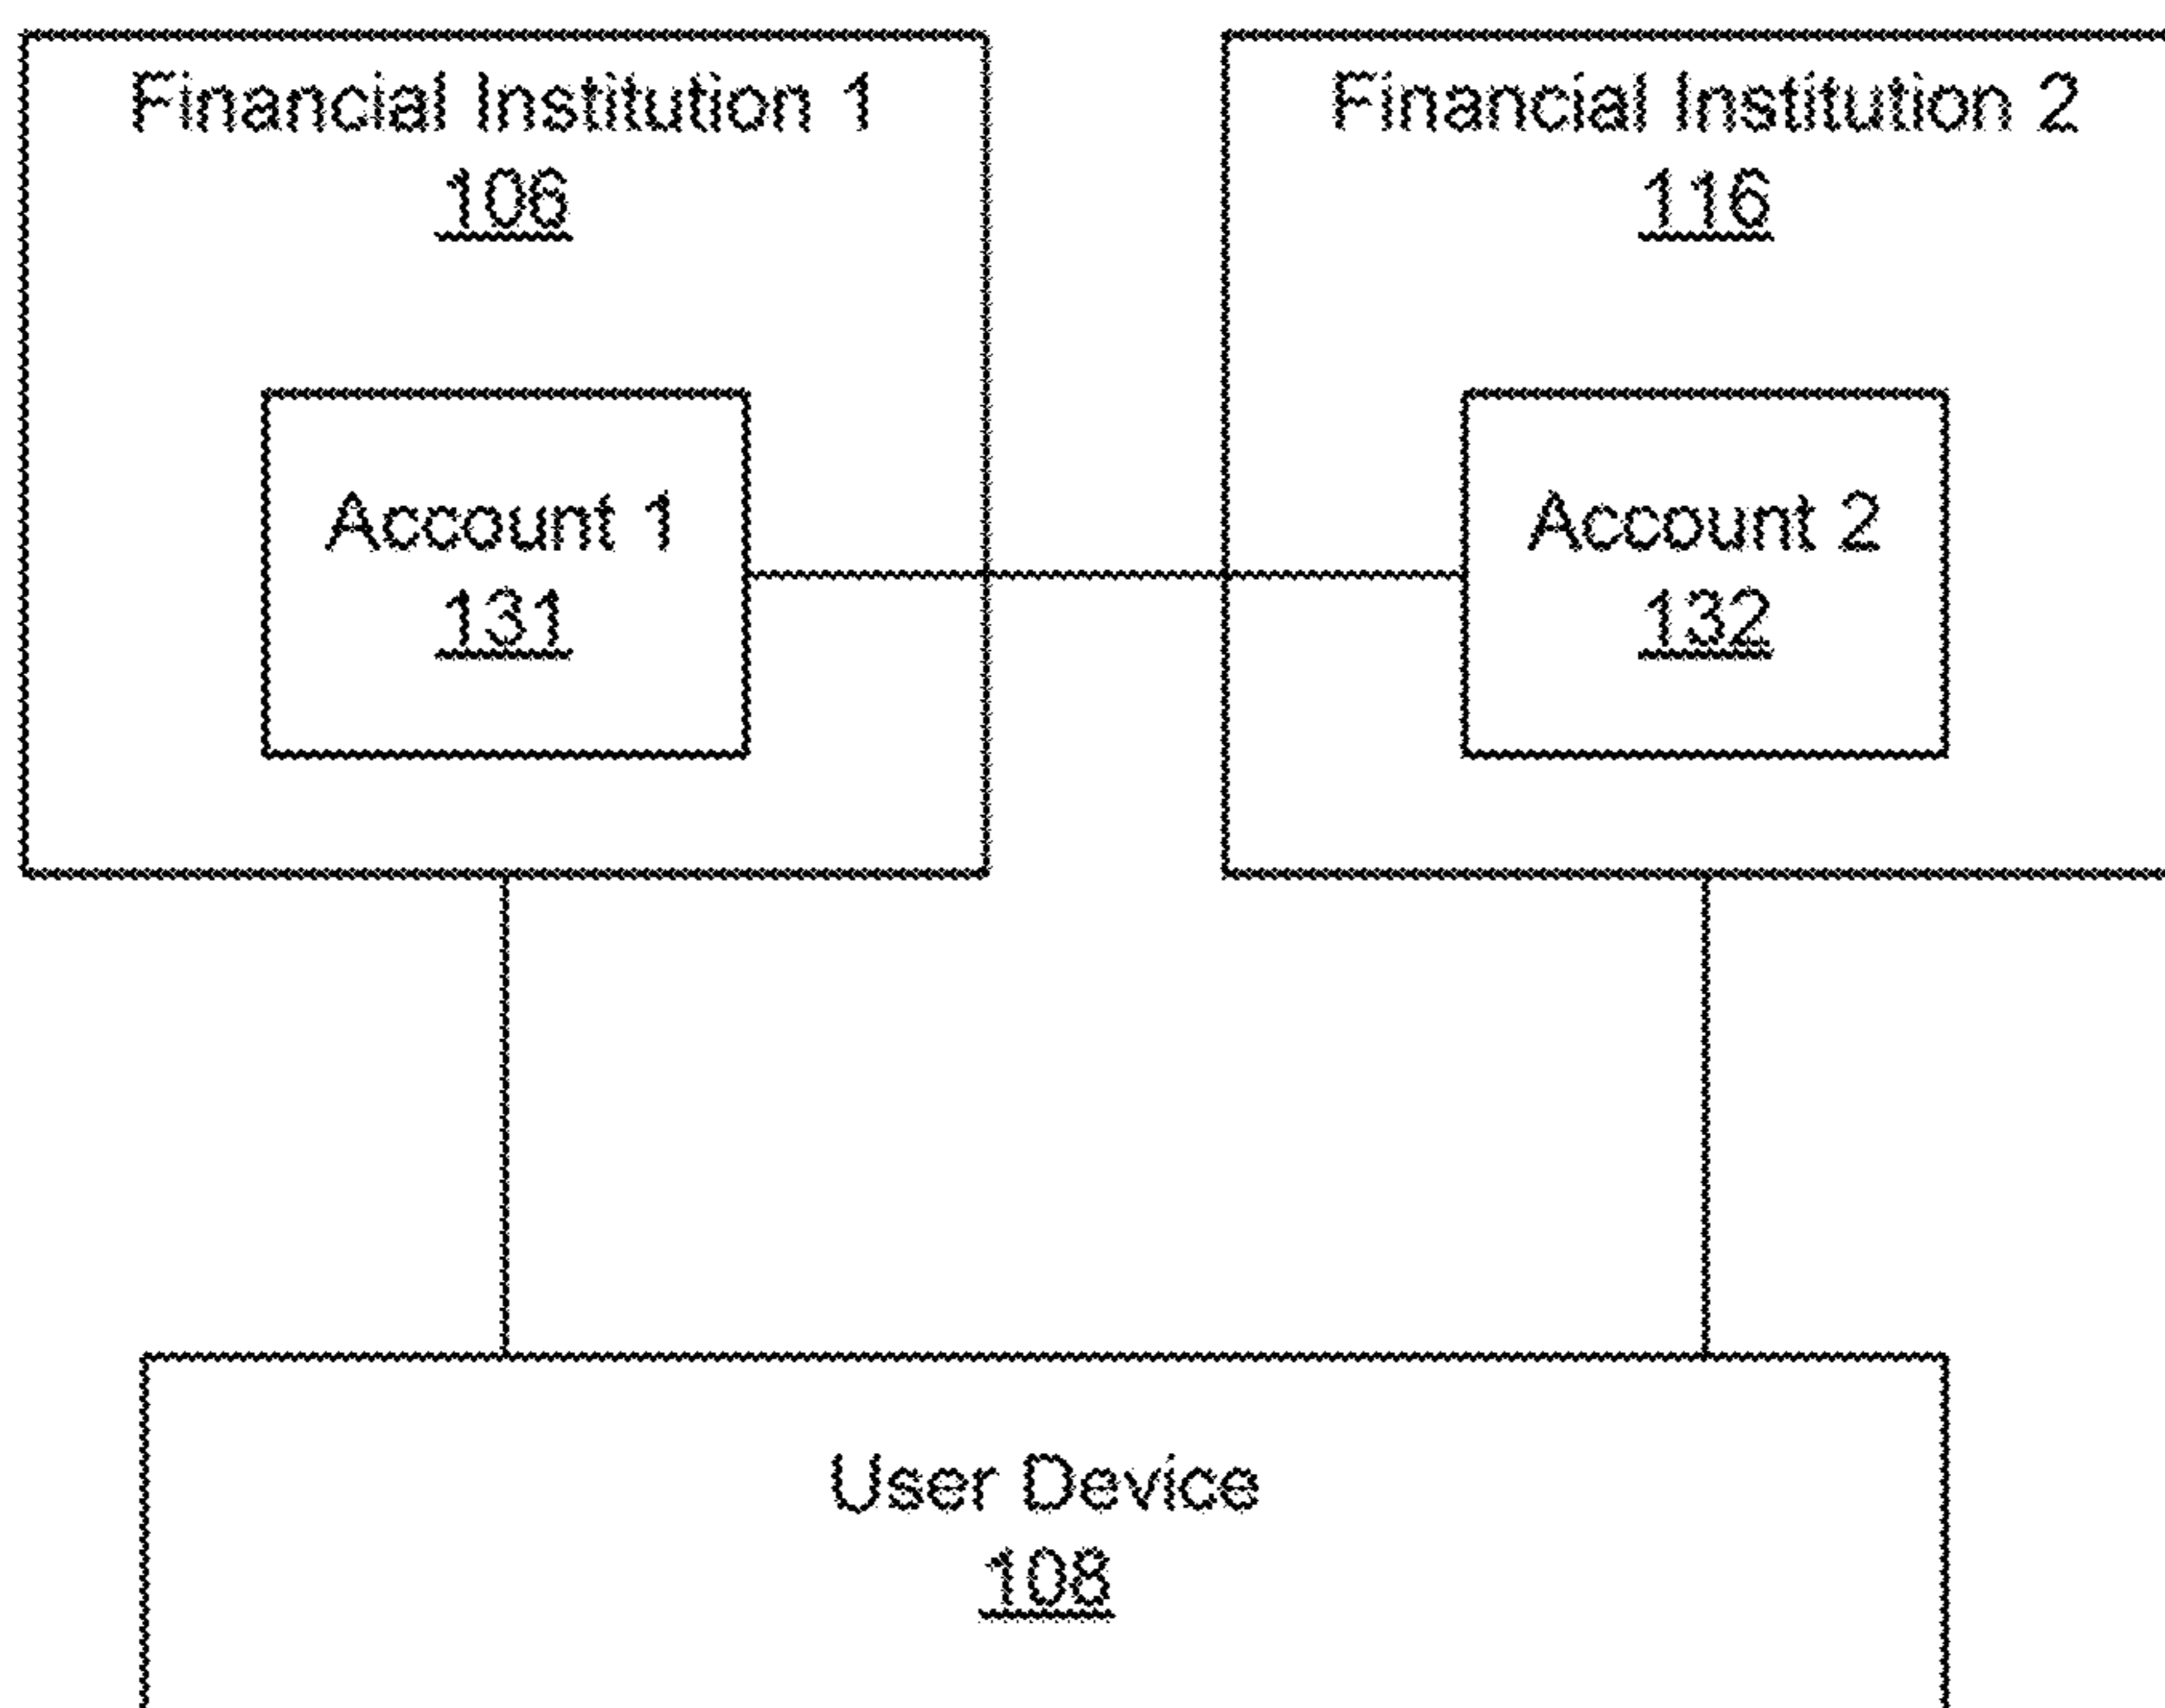 Financial Institution 1
106
Financial Institution 2
116
Account 1
131
Account 2
132
User Device
108